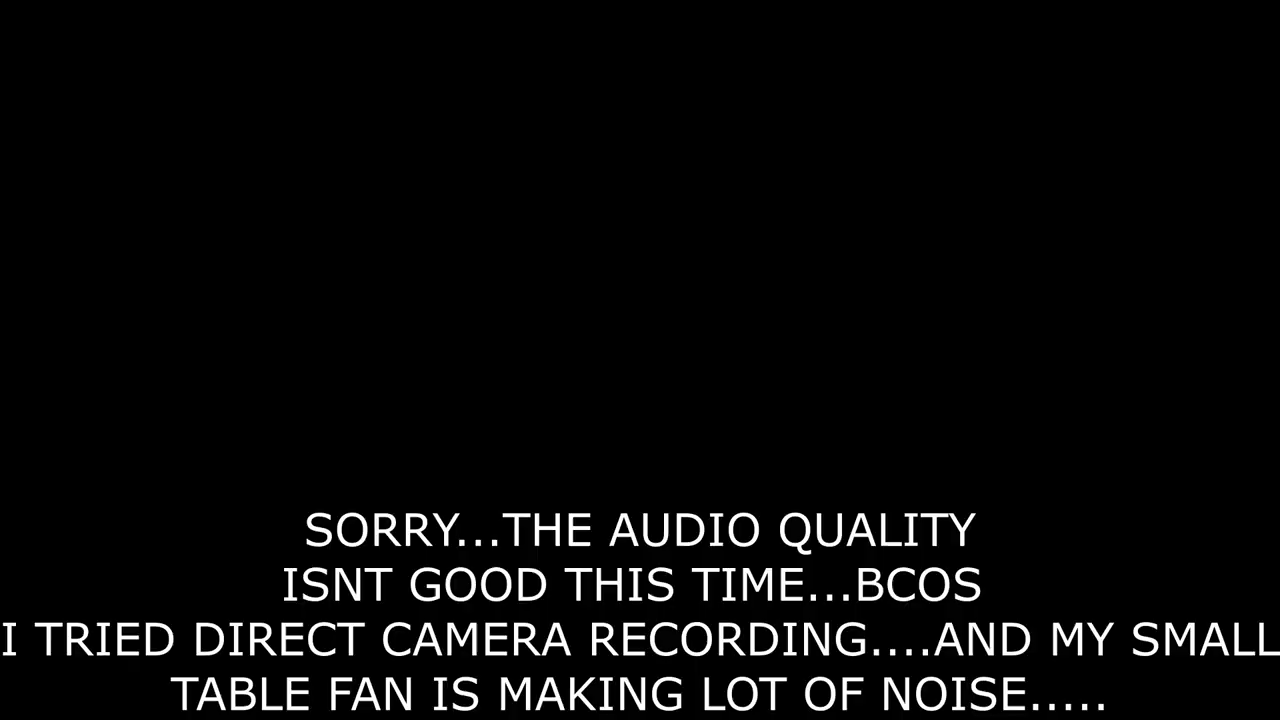 SORRY...THE AUDIO QUALITY
ISNT GOOD THIS TIME...BCOS
I TRIED DIRECT CAMERA RECORDING....AND MY SMALL
TABLE FAN IS MAKING LOT OF NOISE.....